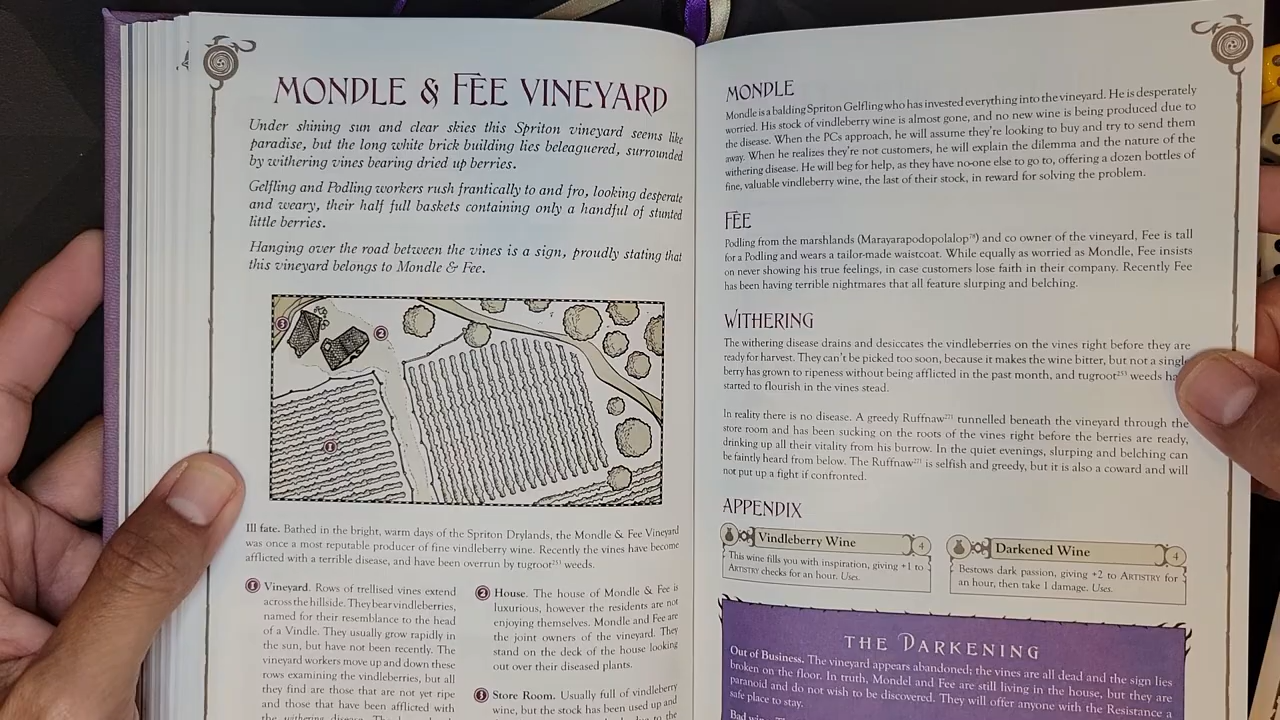 MONDLE & FEE VINEYARD
Under shining sun and clear skies this Spriton vineyard seems like
paradise, but the long white brick building lies beleaguered, surrounded
by withering vines bearing dried up berries.
Gelfling and Podling workers rush frantically to and fro, looking desperate
and weary, their half full baskets containing only a handful of stunted
little berries.
Hanging over the road between the vines is a sign, proudly stating that
this vineyard belongs to Mondle & Fee.
3
2
1
Ill fate. Bathed in the bright, warm days of the Spriton Drylands, the Mondle & Fee Vineyard
was once a most reputable producer of fine vindleberry wine. Recently the vines have become
afflicted with a terrible disease, and have been overrun by tugroot²⁵³ weeds.
1 Vineyard. Rows of trellised vines extend
across the hillside. They bear vindleberries,
named for their resemblance to the head
of a Vindle. They usually grow rapidly in
the sun, but have not been recently. The
vineyard workers move up and down these
rows examining the vindleberries, but all
they find are those that are not yet ripe
and those that have been afflicted with
the withering disease. The
2 House. The house of Mondle & Fee is
luxurious, however the residents are not
enjoying themselves. Mondle and Fee are
the joint owners of the vineyard. They
stand on the deck of the house looking
out over their diseased plants.
3 Store Room. Usually full of vindleberry
wine, but the stock has been used up and
to the
MONDLE
Mondle is a balding Spriton Gelfling who has invested everything into the vineyard. He is desperately
worried. His stock of vindleberry wine is almost gone, and no new wine is being produced due to
the disease. When the PCs approach, he will assume they're looking to buy and try to send them
away. When he realizes they're not customers, he will explain the dilemma and the nature of the
withering disease. He will beg for help, as they have no-one else to go to, offering a dozen bottles of
fine, valuable vindleberry wine, the last of their stock, in reward for solving the problem.
FEE
Podling from the marshlands (Marayarapodopolalop⁷⁹) and co owner of the vineyard, Fee is tall
for a Podling and wears a tailor-made waistcoat. While equally as worried as Mondle, Fee insists
on never showing his true feelings, in case customers lose faith in their company. Recently Fee
has been having terrible nightmares that all feature slurping and belching.
WITHERING
The withering disease drains and desiccates the vindleberries on the vines right before they are
ready for harvest. They can't be picked too soon, because it makes the wine bitter, but not a single
berry has grown to ripeness without being afflicted in the past month, and tugroot²⁵³ weeds ha
started to flourish in the vines stead.
In reality there is no disease. A greedy Ruffnaw²²¹ tunnelled beneath the vineyard through the
store room and has been sucking on the roots of the vines right before the berries are ready,
drinking up all their vitality from his burrow. In the quiet evenings, slurping and belching can
be faintly heard from below. The Ruffnaw²²¹ is selfish and greedy, but it is also a coward and will
not put up a fight if confronted.
APPENDIX
Vindleberry Wine 4
This wine fills you with inspiration, giving +1 to
ARTISTRY checks for an hour. Uses.
Darkened Wine 4
Bestows dark passion, giving +2 to ARTISTRY for
an hour, then take 1 damage. Uses.
THE DARKENING
Out of Business. The vineyard appears abandoned; the vines are all dead and the sign lies
broken on the floor. In truth, Mondel and Fee are still living in the house, but they are
paranoid and do not wish to be discovered. They will offer anyone with the Resistance a
safe place to stay.
Bad